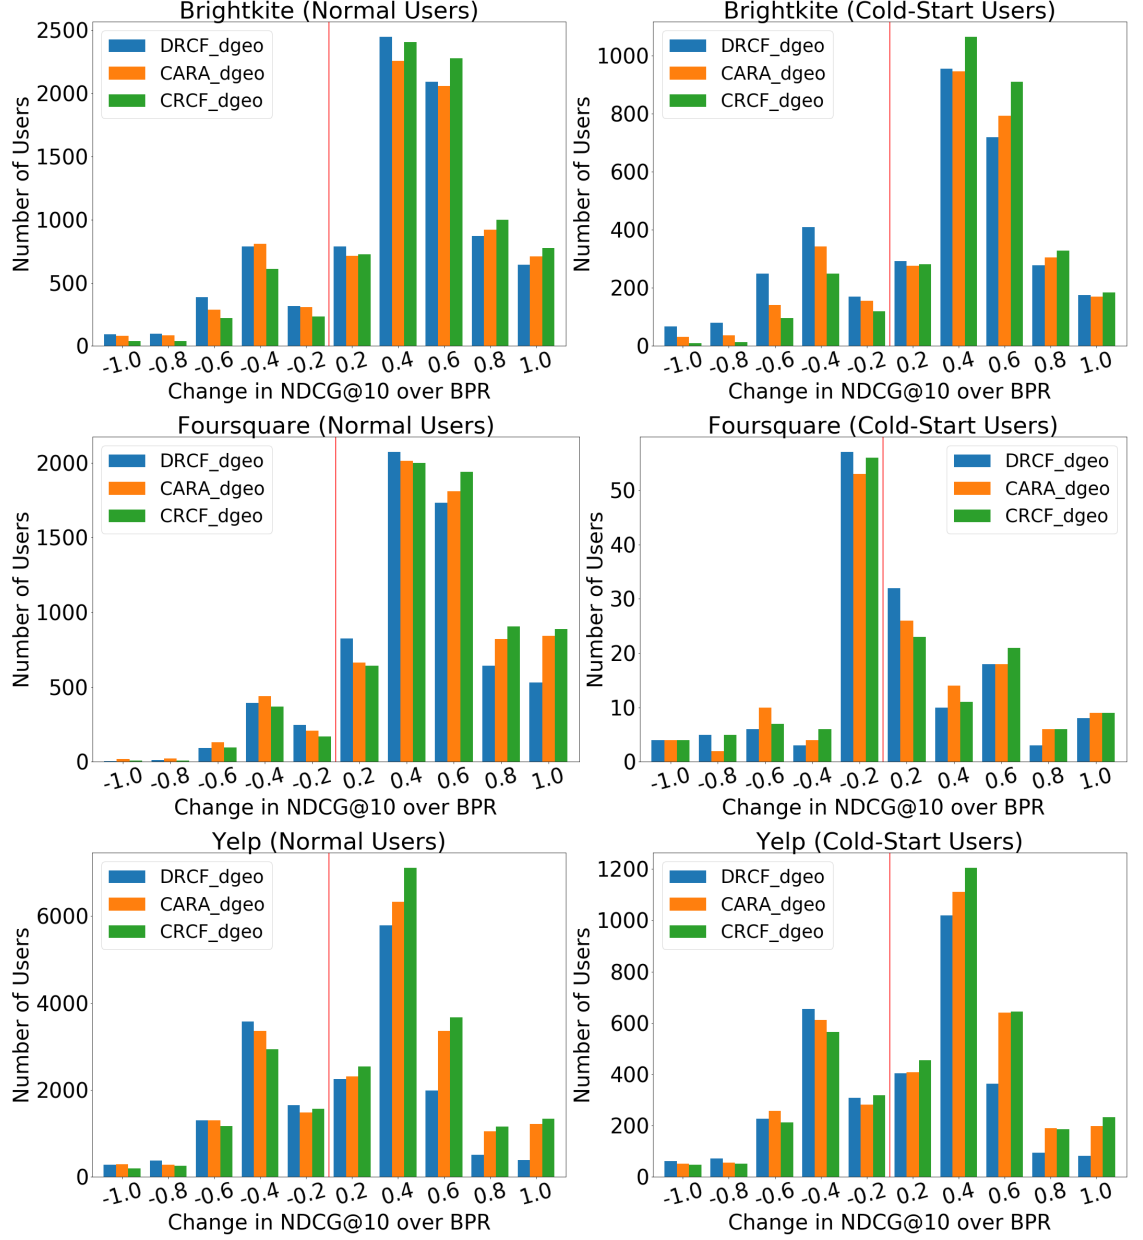 Brightkite (Normal Users)
2500
2000
1500
1000
500
0
Number of Users
DRCF_dgeo
CARA_dgeo
CRCF_dgeo
-1.0 -0.8 -0.6 -0.4 -0.2 0.2 0.4 0.6 0.8 1.0
Change in NDCG@10 over BPR
Brightkite (Cold-Start Users)
1000
800
600
400
200
0
Number of Users
DRCF_dgeo
CARA_dgeo
CRCF_dgeo
-1.0 -0.8 -0.6 -0.4 -0.2 0.2 0.4 0.6 0.8 1.0
Change in NDCG@10 over BPR
Foursquare (Normal Users)
2000
1500
1000
500
0
Number of Users
DRCF_dgeo
CARA_dgeo
CRCF_dgeo
-1.0 -0.8 -0.6 -0.4 -0.2 0.2 0.4 0.6 0.8 1.0
Change in NDCG@10 over BPR
Foursquare (Cold-Start Users)
50
40
30
20
10
0
Number of Users
DRCF_dgeo
CARA_dgeo
CRCF_dgeo
-1.0 -0.8 -0.6 -0.4 -0.2 0.2 0.4 0.6 0.8 1.0
Change in NDCG@10 over BPR
Yelp (Normal Users)
6000
4000
2000
0
Number of Users
DRCF_dgeo
CARA_dgeo
CRCF_dgeo
-1.0 -0.8 -0.6 -0.4 -0.2 0.2 0.4 0.6 0.8 1.0
Change in NDCG@10 over BPR
Yelp (Cold-Start Users)
1200
1000
800
600
400
200
0
Number of Users
DRCF_dgeo
CARA_dgeo
CRCF_dgeo
-1.0 -0.8 -0.6 -0.4 -0.2 0.2 0.4 0.6 0.8 1.0
Change in NDCG@10 over BPR